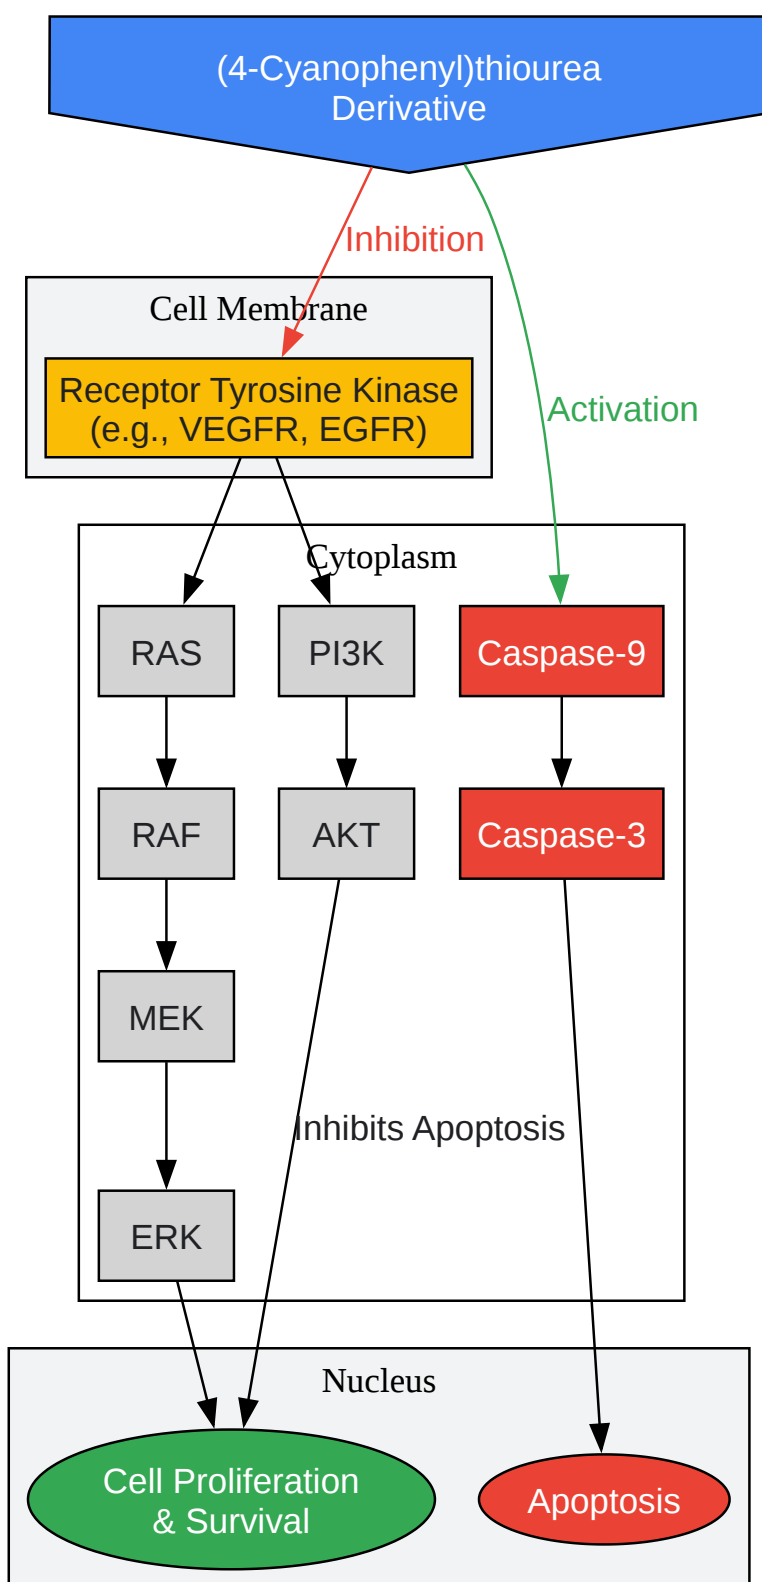 (4-Cyanophenyl)thiourea
Derivative
Inhibition
Cell Membrane
Receptor Tyrosine Kinase
(e.g., VEGFR, EGFR)
Activation
Cytoplasm
RAS
PI3K
Caspase-9
RAF
AKT
Caspase-3
MEK
Inhibits Apoptosis
ERK
Nucleus
Cell Proliferation
& Survival
Apoptosis